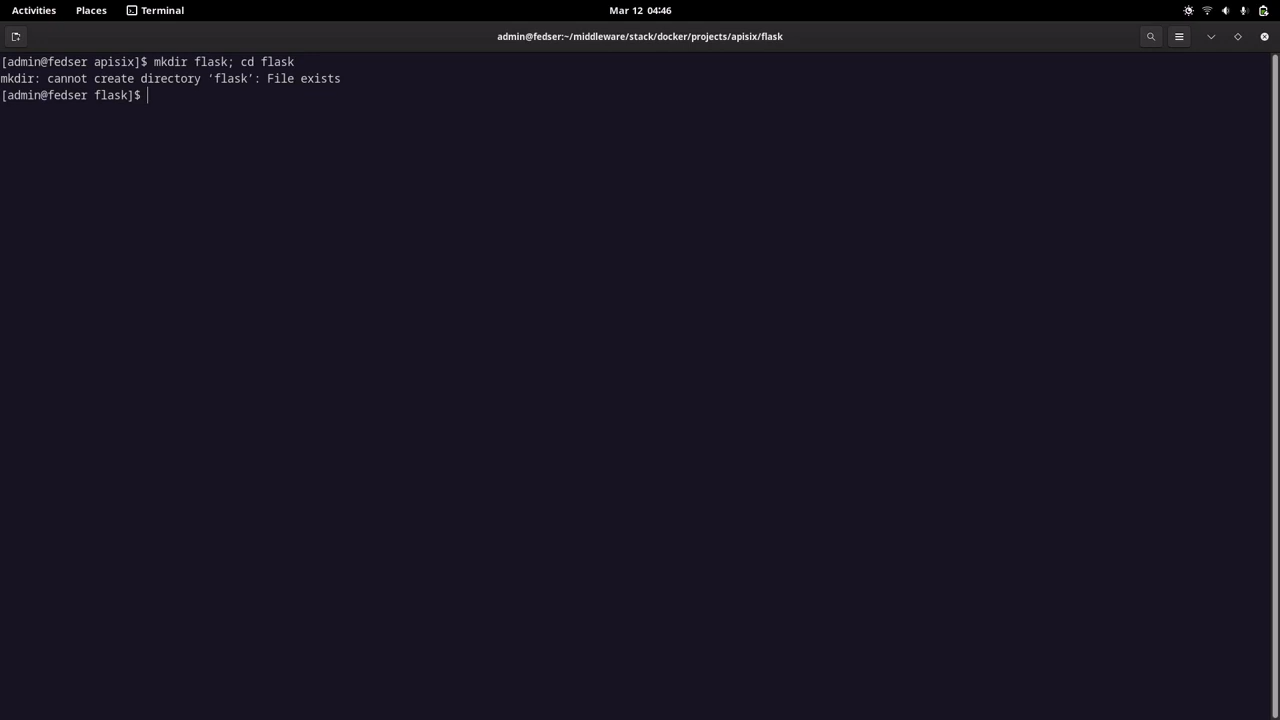 Activities Places Terminal Mar 12 04:46
admin@fedser:~/middleware/stack/docker/projects/apisix/flask
[admin@fedser apisix]$ mkdir flask; cd flask
mkdir: cannot create directory ‘flask’: File exists
[admin@fedser flask]$